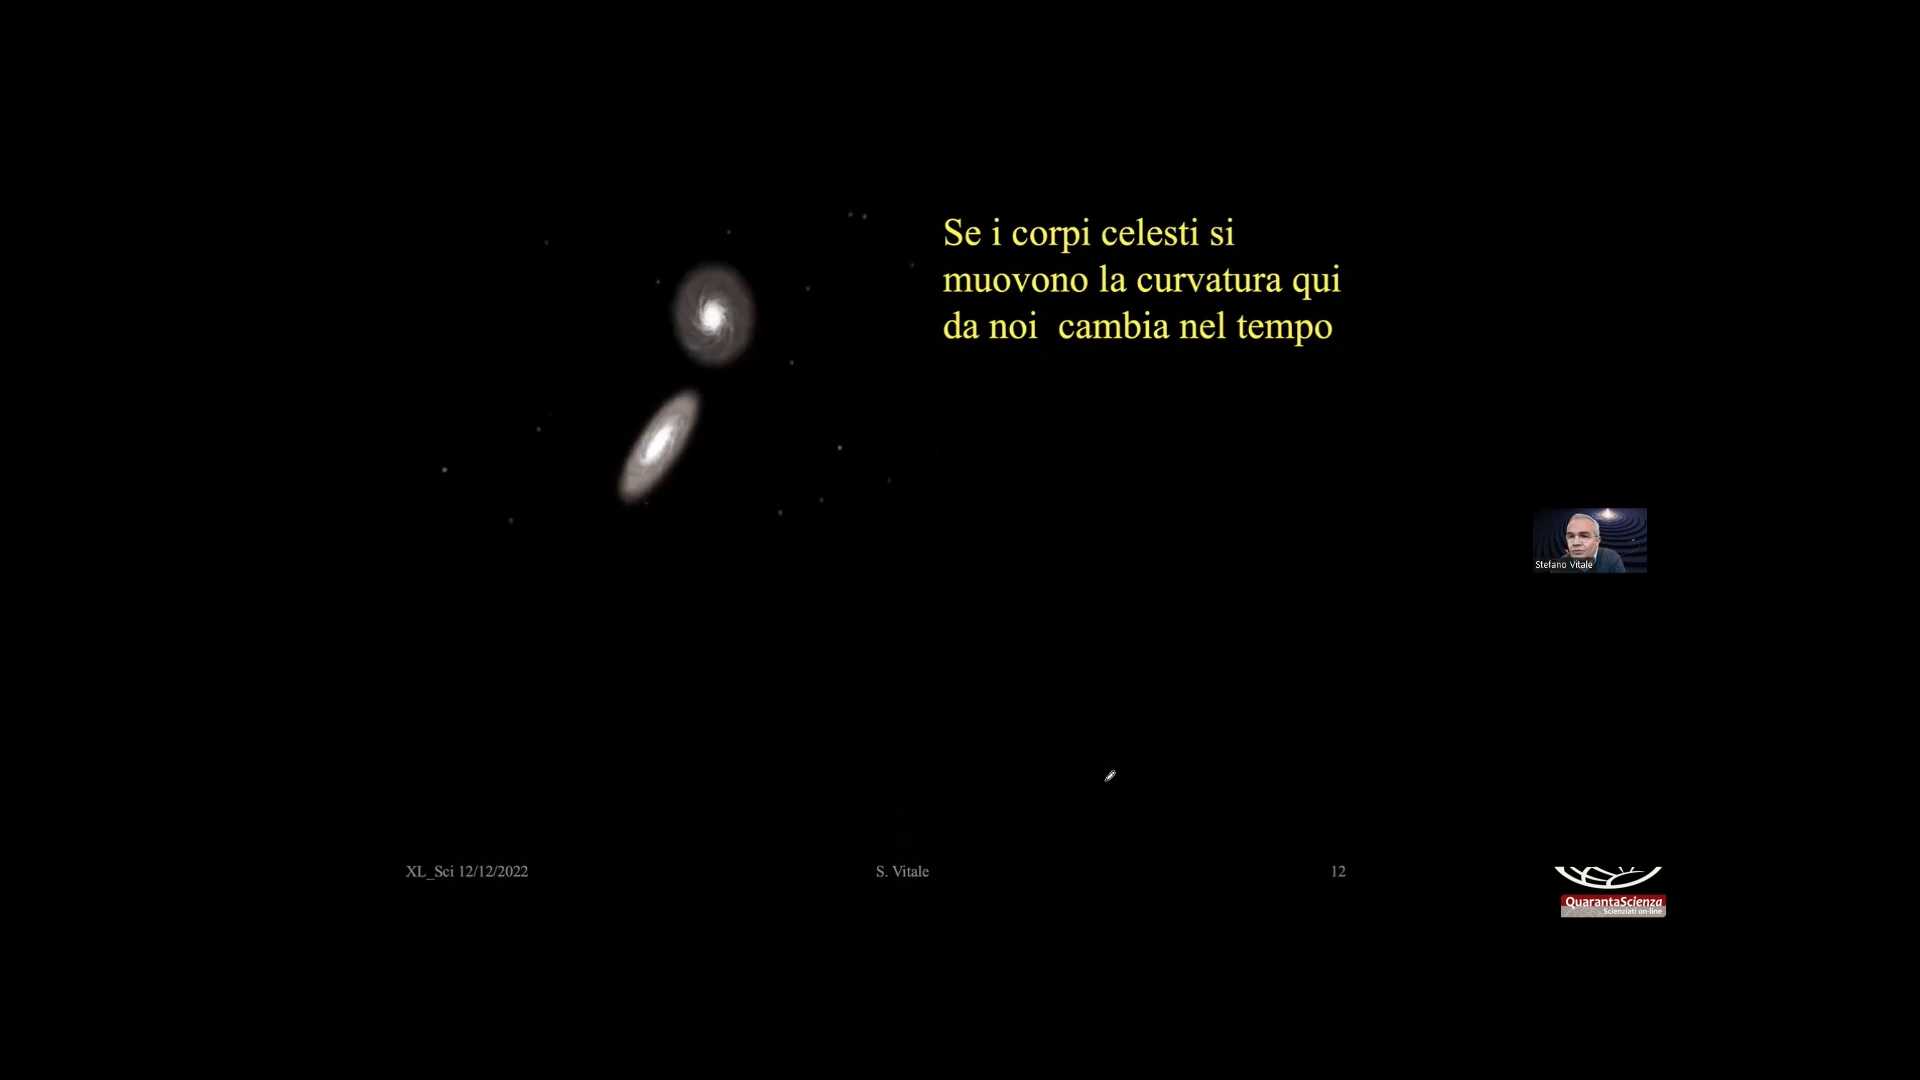 Se i corpi celesti si
muovono la curvatura qui
da noi cambia nel tempo
Stefano Vitale
XL_Sci 12/12/2022
S. Vitale
12
QuarantaScienza
Scienziati on-line